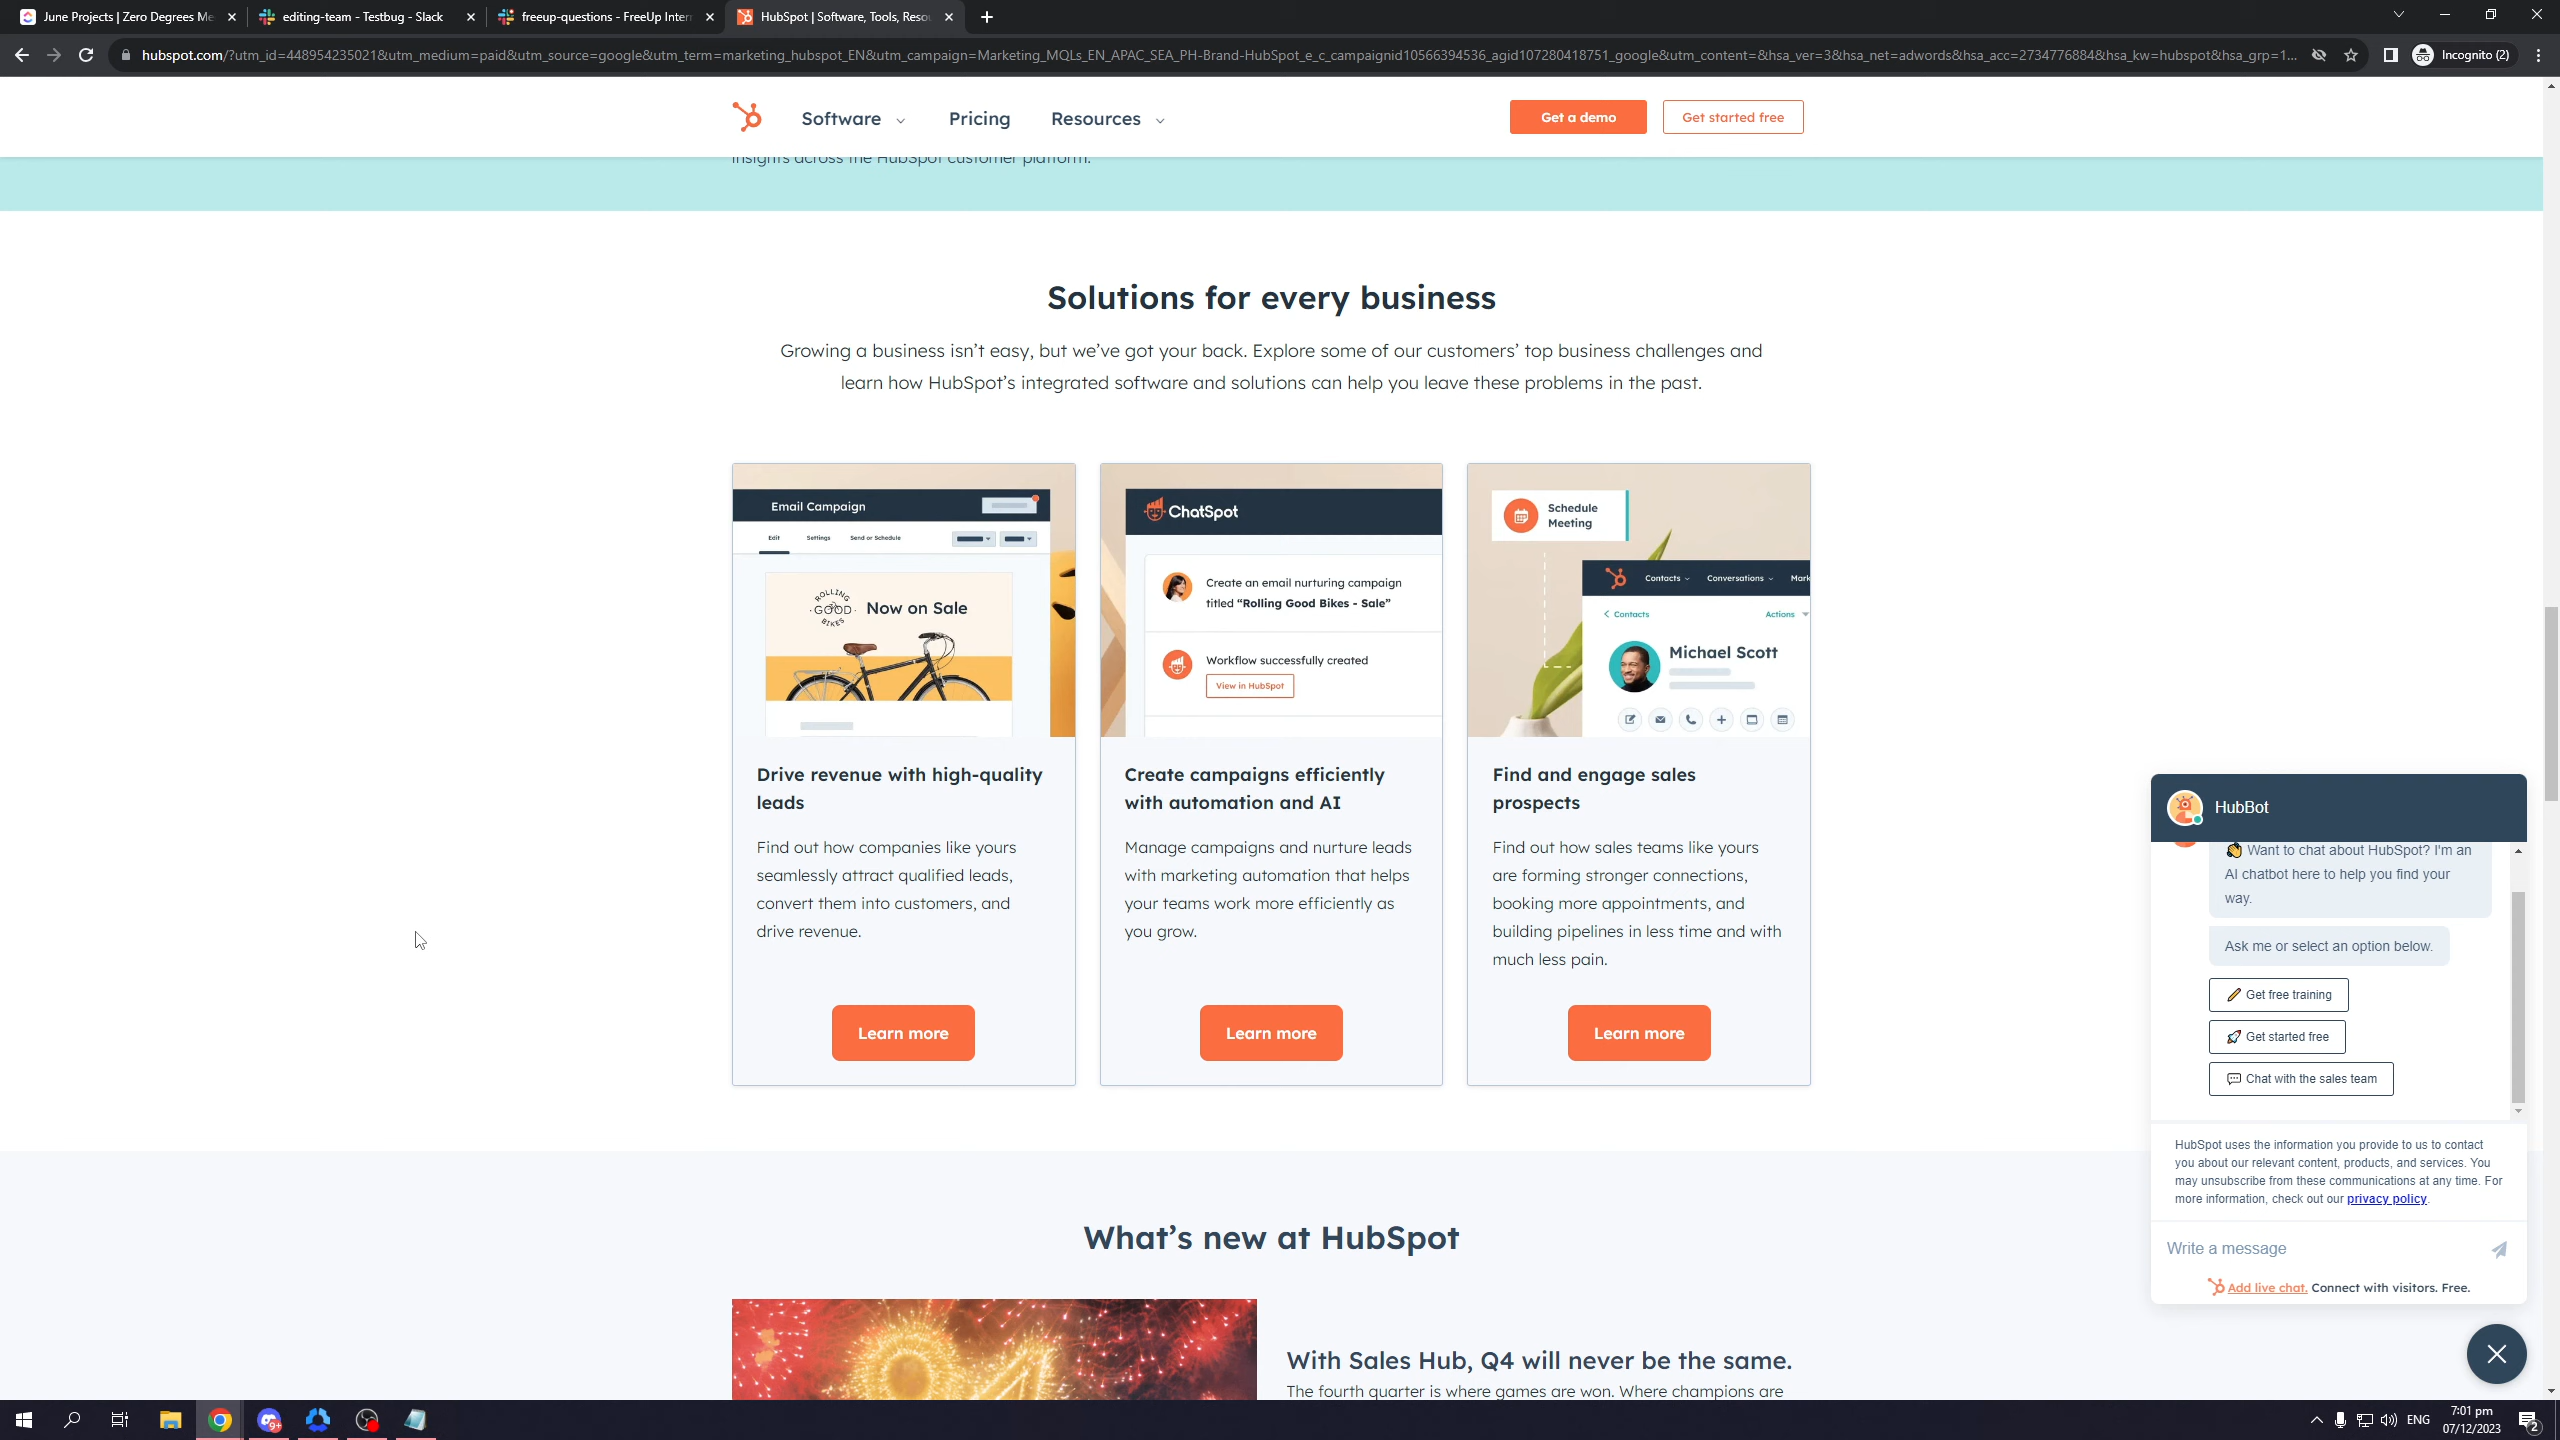 June Projects | Zero Degrees Me
editing-team - Testbug - Slack
freeup-questions - FreeUp Inter
HubSpot | Software, Tools, Resou
hubspot.com/?utm_id=448954235021&utm_medium=paid&utm_source=google&utm_term=marketing_hubspot_EN&utm_campaign=Marketing_MQLs_EN_APAC_SEA_PH-Brand-HubSpot_e_c_campaignid10566394536_agid107280418751_google&utm_content=&hsa_ver=3&hsa_net=adwords&hsa_acc=2734776884&hsa_kw=hubspot&hsa_grp=1...
Incognito (2)
Software
Pricing
Resources
Get a demo
Get started free
insights across the HubSpot customer platform.
Solutions for every business
Growing a business isn't easy, but we've got your back. Explore some of our customers' top business challenges and
learn how HubSpot's integrated software and solutions can help you leave these problems in the past.
Email Campaign
Edit
Settings
Send or Schedule
ROLLING
GOOD
BIKES
Now on Sale
Drive revenue with high-quality
leads
Find out how companies like yours
seamlessly attract qualified leads,
convert them into customers, and
drive revenue.
Learn more
ChatSpot
Create an email nurturing campaign
titled “Rolling Good Bikes - Sale”
Workflow successfully created
View in HubSpot
Create campaigns efficiently
with automation and AI
Manage campaigns and nurture leads
with marketing automation that helps
your teams work more efficiently as
you grow.
Learn more
Schedule
Meeting
Contacts
Conversations
Mark
Contacts
Actions
Michael Scott
Find and engage sales
prospects
Find out how sales teams like yours
are forming stronger connections,
booking more appointments, and
building pipelines in less time and with
much less pain.
Learn more
HubBot
Want to chat about HubSpot? I'm an
AI chatbot here to help you find your
way.
Ask me or select an option below.
Get free training
Get started free
Chat with the sales team
HubSpot uses the information you provide to us to contact
you about our relevant content, products, and services. You
may unsubscribe from these communications at any time. For
more information, check out our privacy policy.
Write a message
Add live chat. Connect with visitors. Free.
What's new at HubSpot
With Sales Hub, Q4 will never be the same.
The fourth quarter is where games are won. Where champions are
9+
ENG
7:01 pm
07/12/2023
2